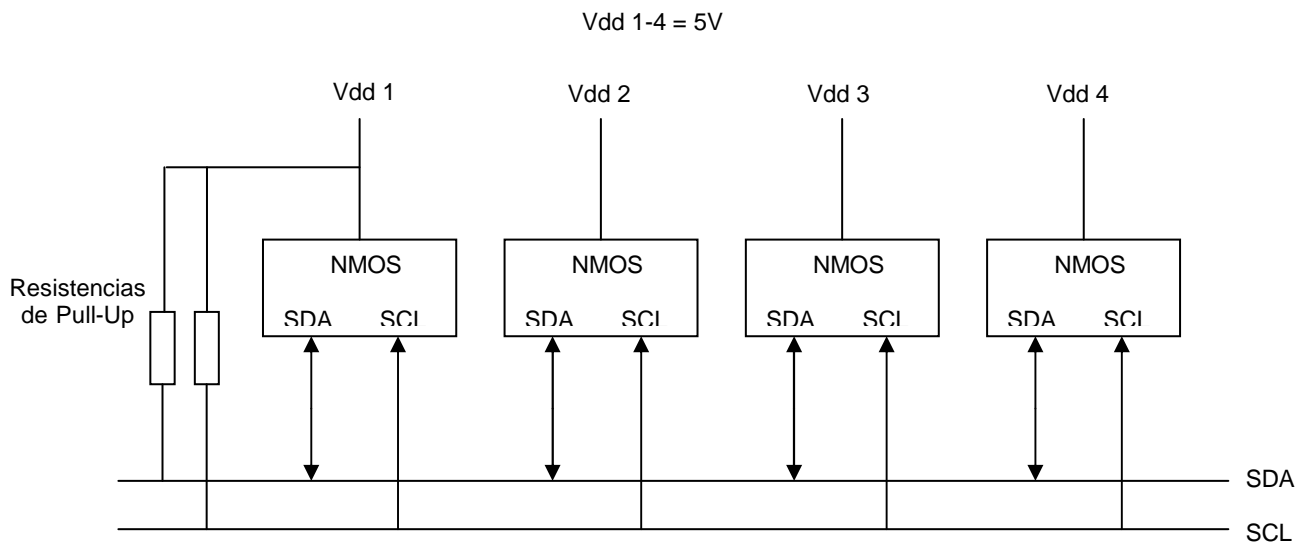 Vdd 1-4 = 5V
Vdd 1
Vdd 2
Vdd 3
Vdd 4
NMOS
NMOS
NMOS
NMOS
Resistencias
de Pull-Up
SDA SCL
SDA SCL
SDA SCL
SDA SCL
SDA
SCL